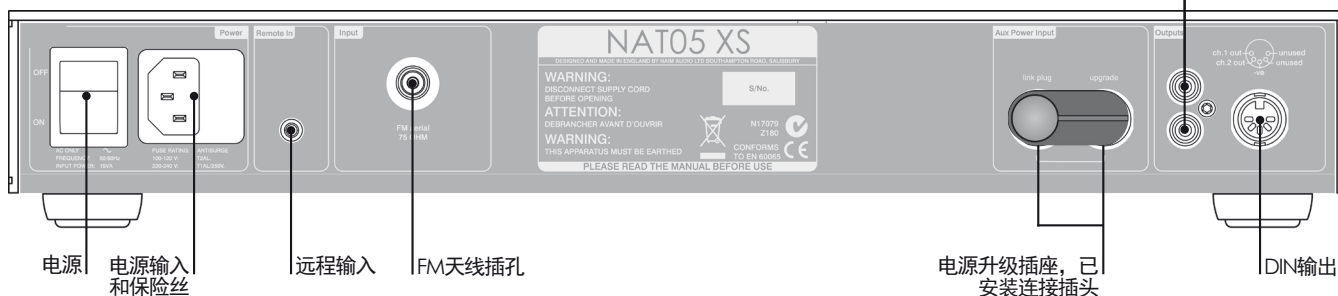 Power
Remote In
Input
NAT05 XS
DESIGNED AND MADE IN ENGLAND BY NAIM AUDIO LTD SOUTHAMPTON ROAD, SALISBURY
WARNING:
DISCONNECT SUPPLY CORD
BEFORE OPENING
ATTENTION:
DEBRANCHER AVANT D'OUVRIR
WARNING:
THIS APPARATUS MUST BE EARTHED
S/No.
N17079
Z180
CONFORMS
TO EN 60065
CE
PLEASE READ THE MANUAL BEFORE USE
Aux Power Input
link plug
upgrade
Outputs
ch.1 out
ch.2 out
-ve
unused
unused
OFF
ON
AC ONLY
FREQUENCY: 50/60Hz
INPUT POWER: 15VA
FUSE RATING: ANTISURGE
100-120 V: T2AL
220-240 V: T1AL/250V
FM aerial
75 OHM
电源
电源输入
和保险丝
远程输入
FM天线插孔
电源升级插座，已
安装连接插头
DIN输出